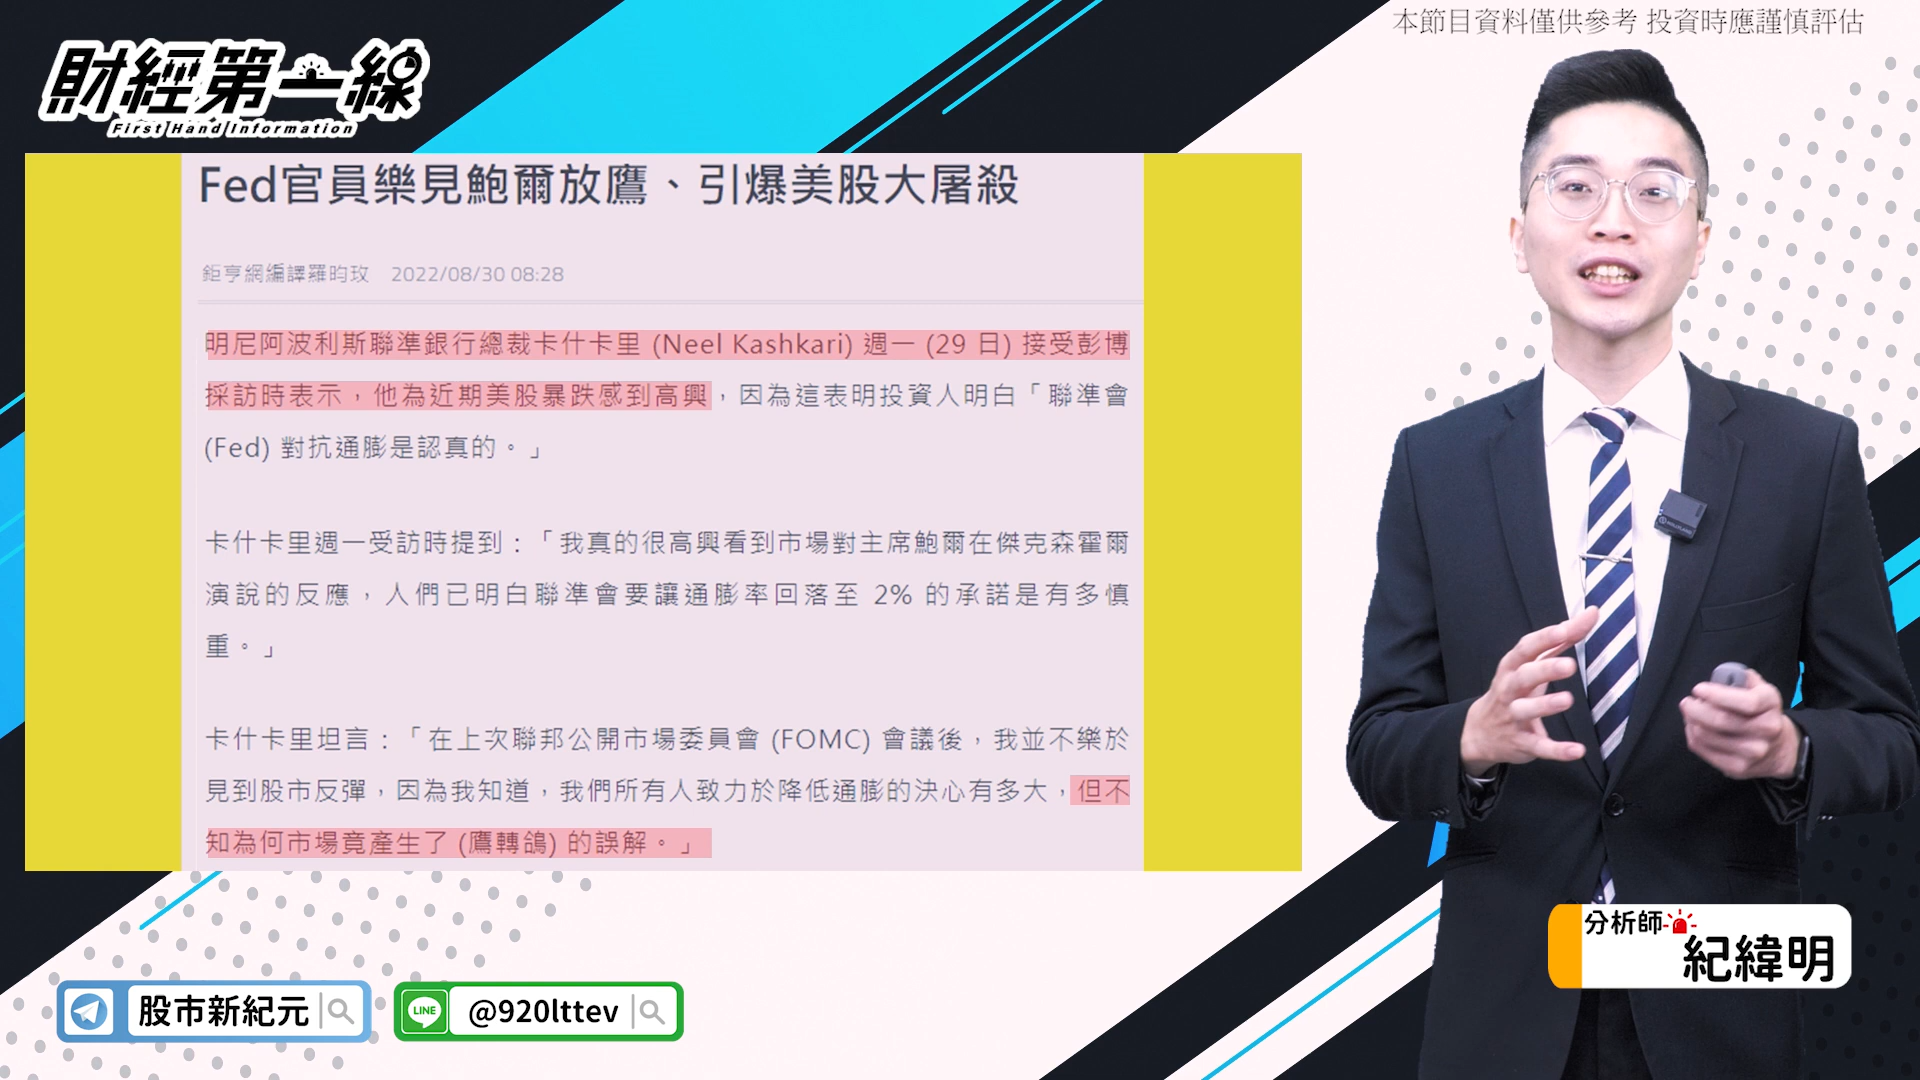 本節目資料僅供參考 投資時應謹慎評估
財經第一線
First Hand Information
Fed官員樂見鮑爾放鷹、引爆美股大屠殺
鉅亨網編譯羅昀玫 2022/08/30 08:28
明尼阿波利斯聯準銀行總裁卡什卡里 (Neel Kashkari) 週一 (29 日) 接受彭博
採訪時表示，他為近期美股暴跌感到高興，因為這表明投資人明白「聯準會
(Fed) 對抗通膨是認真的。」
卡什卡里週一受訪時提到：「我真的很高興看到市場對主席鮑爾在傑克森霍爾
演說的反應，人們已明白聯準會要讓通膨率回落至 2% 的承諾是有多慎
重。」
卡什卡里坦言：「在上次聯邦公開市場委員會 (FOMC) 會議後，我並不樂於
見到股市反彈，因為我知道，我們所有人致力於降低通膨的決心有多大，但不
知為何市場竟產生了 (鷹轉鴿) 的誤解。」
分析師
紀緯明
股市新紀元
LINE
@920lttev